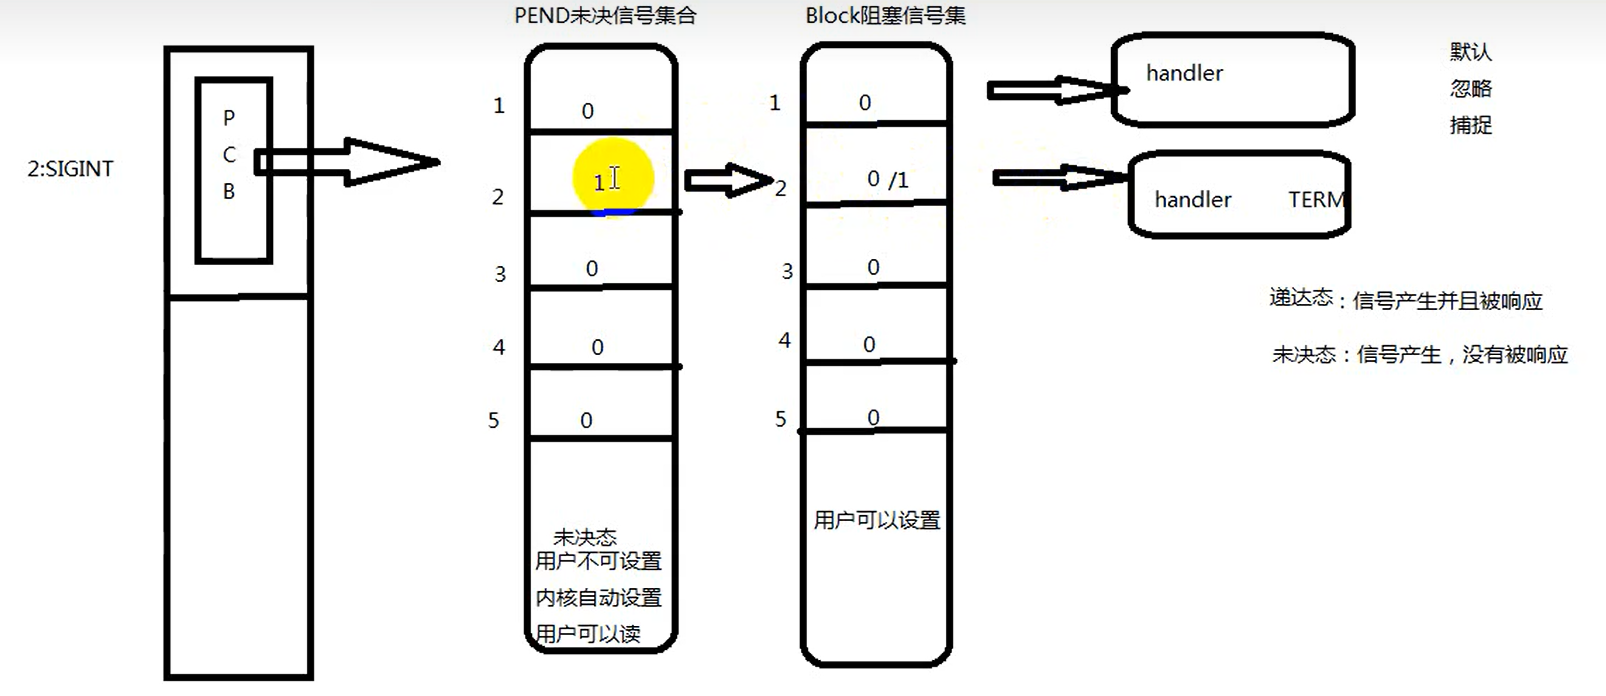 PEND未决信号集合
Block阻塞信号集
2:SIGINT
P
C
B
1
0
2
1
3
0
4
0
5
0
未决态
用户不可设置
内核自动设置
用户可以读
1
0
2
0 /1
3
0
4
0
5
0
用户可以设置
handler
handler TERM
默认
忽略
捕捉
递达态：信号产生并且被响应
未决态：信号产生，没有被响应